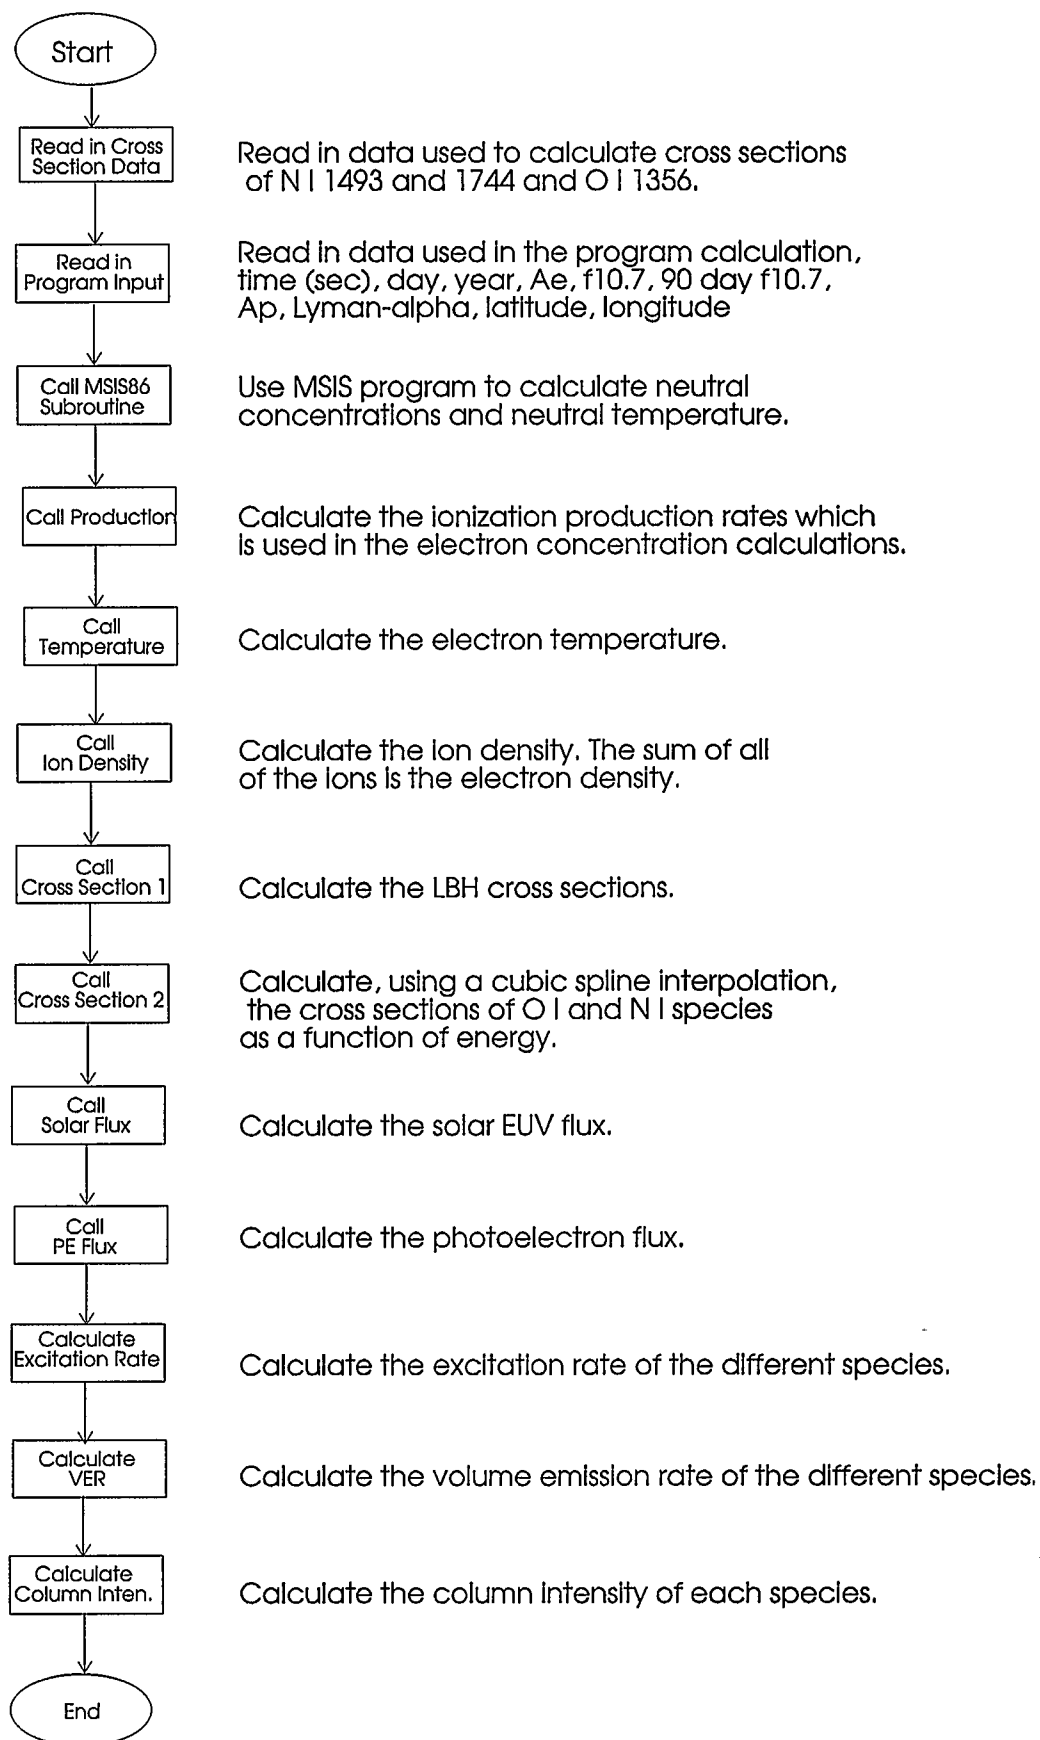 Start
Read in Cross
Section Data
Read in data used to calculate cross sections
of N I 1493 and 1744 and O I 1356.
Read in
Program Input
Read in data used in the program calculation,
time (sec), day, year, Ae, f10.7, 90 day f10.7,
Ap, Lyman-alpha, latitude, longitude
Call MSIS86
Subroutine
Use MSIS program to calculate neutral
concentrations and neutral temperature.
Call Production
Calculate the ionization production rates which
is used in the electron concentration calculations.
Call
Temperature
Calculate the electron temperature.
Call
Ion Density
Calculate the ion density. The sum of all
of the ions is the electron density.
Call
Cross Section 1
Calculate the LBH cross sections.
Call
Cross Section 2
Calculate, using a cubic spline interpolation,
the cross sections of O I and N I species
as a function of energy.
Call
Solar Flux
Calculate the solar EUV flux.
Call
PE Flux
Calculate the photoelectron flux.
Calculate
Excitation Rate
Calculate the excitation rate of the different species.
Calculate
VER
Calculate the volume emission rate of the different species.
Calculate
Column Inten.
Calculate the column intensity of each species.
End